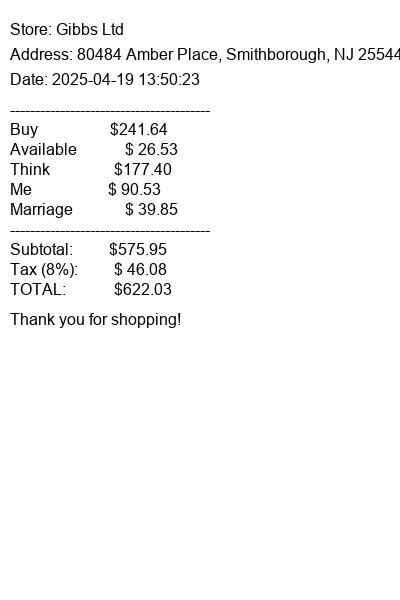 Store: Gibbs Ltd
Address: 80484 Amber Place, Smithborough, NJ 25544
Date: 2025-04-19 13:50:23
----------------------------------------
Buy $241.64
Available $ 26.53
Think $177.40
Me $ 90.53
Marriage $ 39.85
----------------------------------------
Subtotal: $575.95
Tax (8%): $ 46.08
TOTAL: $622.03
Thank you for shopping!